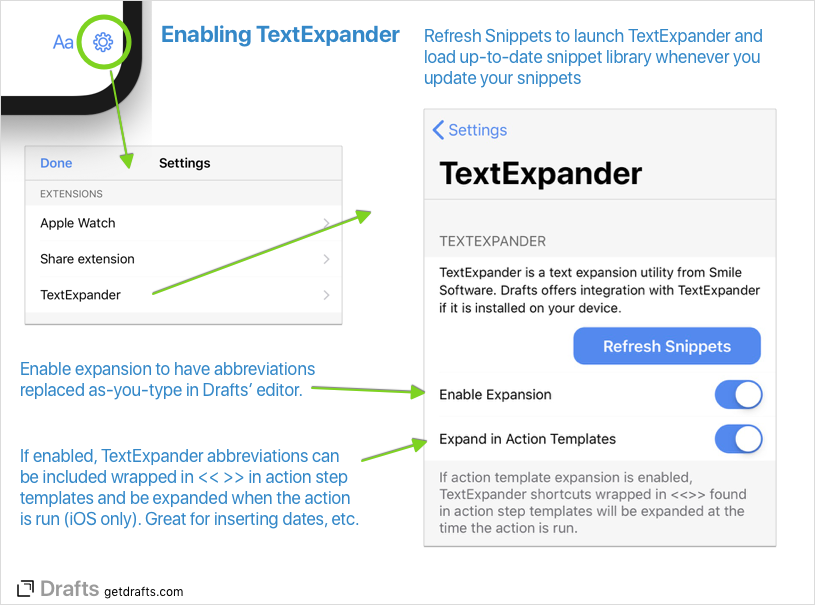 Aa
Enabling TextExpander
Refresh Snippets to launch TextExpander and
load up-to-date snippet library whenever you
update your snippets
Done
Settings
EXTENSIONS
Apple Watch
Share extension
TextExpander
Settings
TextExpander
TEXTEXPANDER
TextExpander is a text expansion utility from Smile
Software. Drafts offers integration with TextExpander
if it is installed on your device.
Refresh Snippets
Enable expansion to have abbreviations
replaced as-you-type in Drafts’ editor.
Enable Expansion
Expand in Action Templates
If enabled, TextExpander abbreviations can
be included wrapped in << >> in action step
templates and be expanded when the action
is run (iOS only). Great for inserting dates, etc.
If action template expansion is enabled,
TextExpander shortcuts wrapped in <<>> found
in action step templates will be expanded at the
time the action is run.
Drafts getdrafts.com